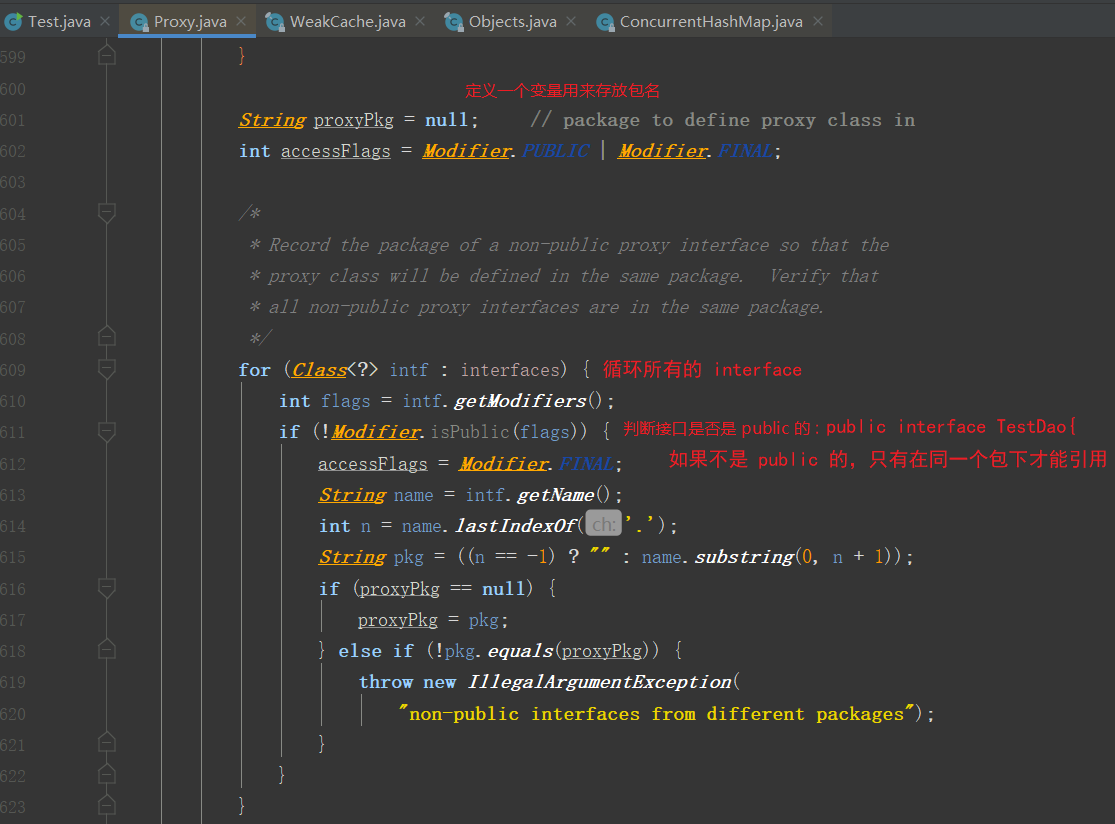 Test.java × Proxy.java × WeakCache.java × Objects.java × ConcurrentHashMap.java ×
599 }
600 定义一个变量用来存放包名
601 String proxyPkg = null; // package to define proxy class in
602 int accessFlags = Modifier.PUBLIC | Modifier.FINAL;
603
604 /*
605 * Record the package of a non-public proxy interface so that the
606 * proxy class will be defined in the same package. Verify that
607 * all non-public proxy interfaces are in the same package.
608 */
609 for (Class<?> intf : interfaces) { 循环所有的 interface
610 int flags = intf.getModifiers();
611 if (!Modifier.isPublic(flags)) { 判断接口是否是 public 的 : public interface TestDao{
612 accessFlags = Modifier.FINAL; 如果不是 public 的, 只有在同一个包下才能引用
613 String name = intf.getName();
614 int n = name.lastIndexOf( ch: '.');
615 String pkg = ((n == -1) ? "" : name.substring(0, n + 1));
616 if (proxyPkg == null) {
617 proxyPkg = pkg;
618 } else if (!pkg.equals(proxyPkg)) {
619 throw new IllegalArgumentException(
620 "non-public interfaces from different packages");
621 }
622 }
623 }